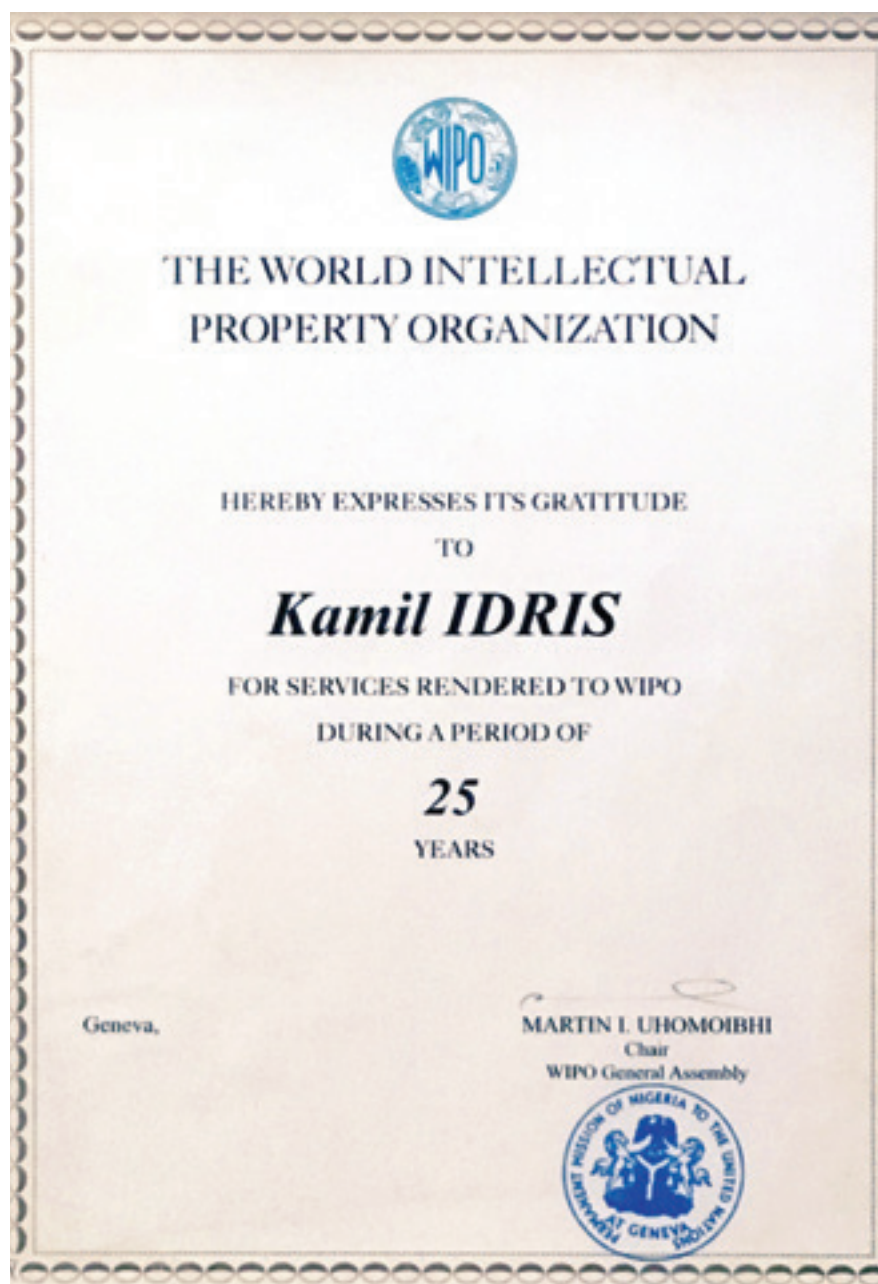 WIPO
THE WORLD INTELLECTUAL
PROPERTY ORGANIZATION
HEREBY EXPRESSES ITS GRATITUDE
TO
Kamil IDRIS
FOR SERVICES RENDERED TO WIPO
DURING A PERIOD OF
25
YEARS
Geneva,
MARTIN I. UHOMOIBHI
Chair
WIPO General Assembly
PERMANENT MISSION OF NIGERIA TO THE UNITED NATIONS
AT GENEVA